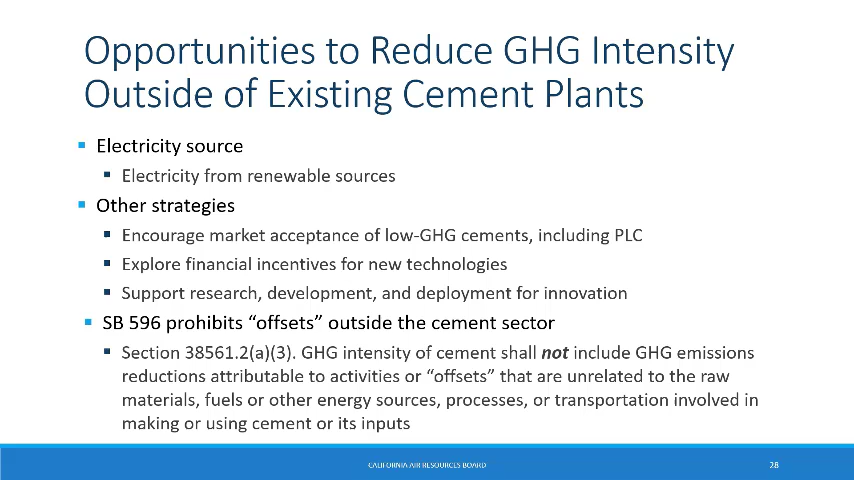 Opportunities to Reduce GHG Intensity
Outside of Existing Cement Plants
Electricity source
Electricity from renewable sources
Other strategies
Encourage market acceptance of low-GHG cements, including PLC
Explore financial incentives for new technologies
Support research, development, and deployment for innovation
SB 596 prohibits “offsets” outside the cement sector
Section 38561.2(a)(3). GHG intensity of cement shall not include GHG emissions
reductions attributable to activities or “offsets” that are unrelated to the raw
materials, fuels or other energy sources, processes, or transportation involved in
making or using cement or its inputs
CALIFORNIA AIR RESOURCES BOARD
28